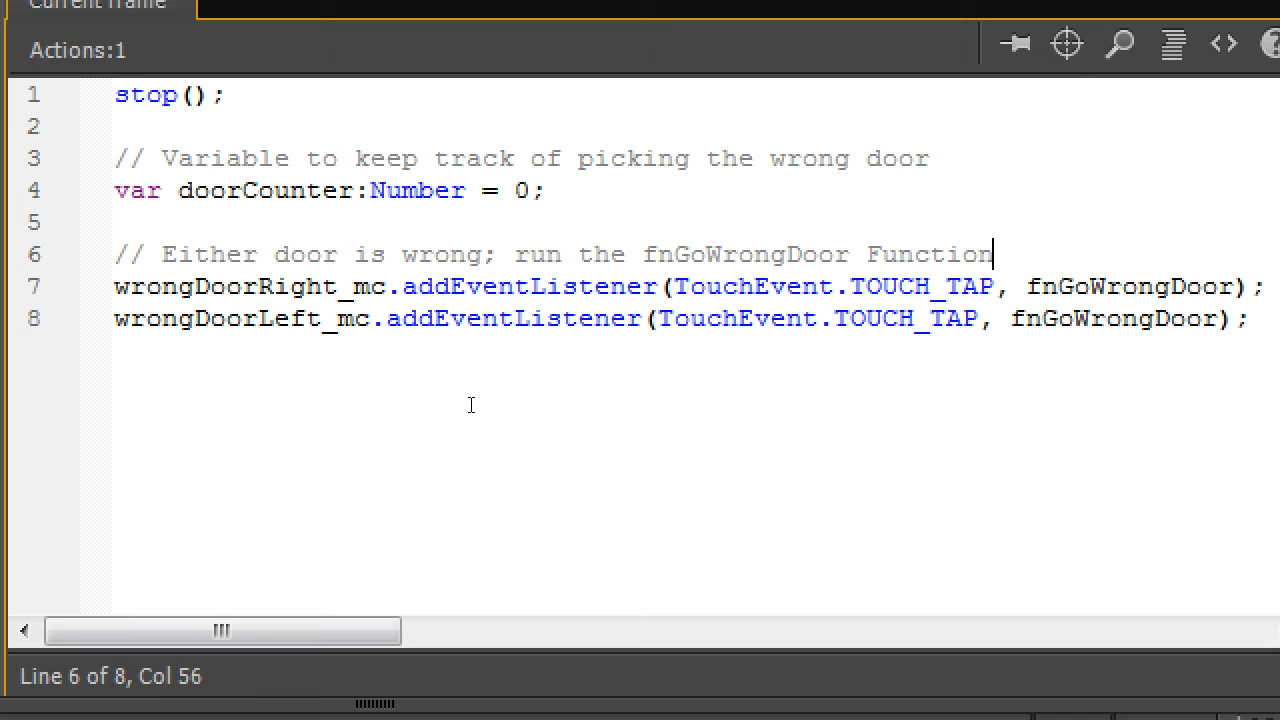 Current frame
Actions:1
1 stop();
2
3 // Variable to keep track of picking the wrong door
4 var doorCounter:Number = 0;
5
6 // Either door is wrong; run the fnGoWrongDoor Function
7 wrongDoorRight_mc.addEventListener(TouchEvent.TOUCH_TAP, fnGoWrongDoor);
8 wrongDoorLeft_mc.addEventListener(TouchEvent.TOUCH_TAP, fnGoWrongDoor);
Line 6 of 8, Col 56